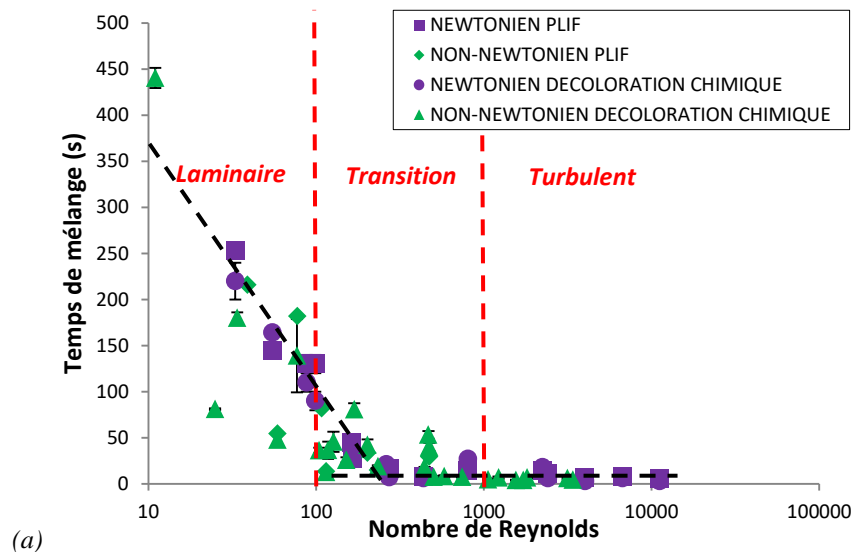 NEWTONIEN PLIF
NON-NEWTONIEN PLIF
NEWTONIEN DECOLORATION CHIMIQUE
NON-NEWTONIEN DECOLORATION CHIMIQUE
Laminaire Transition Turbulent
Temps de mélange (s)
500
450
400
350
300
250
200
150
100
50
0
10 100 1000 10000 100000
Nombre de Reynolds
(a)